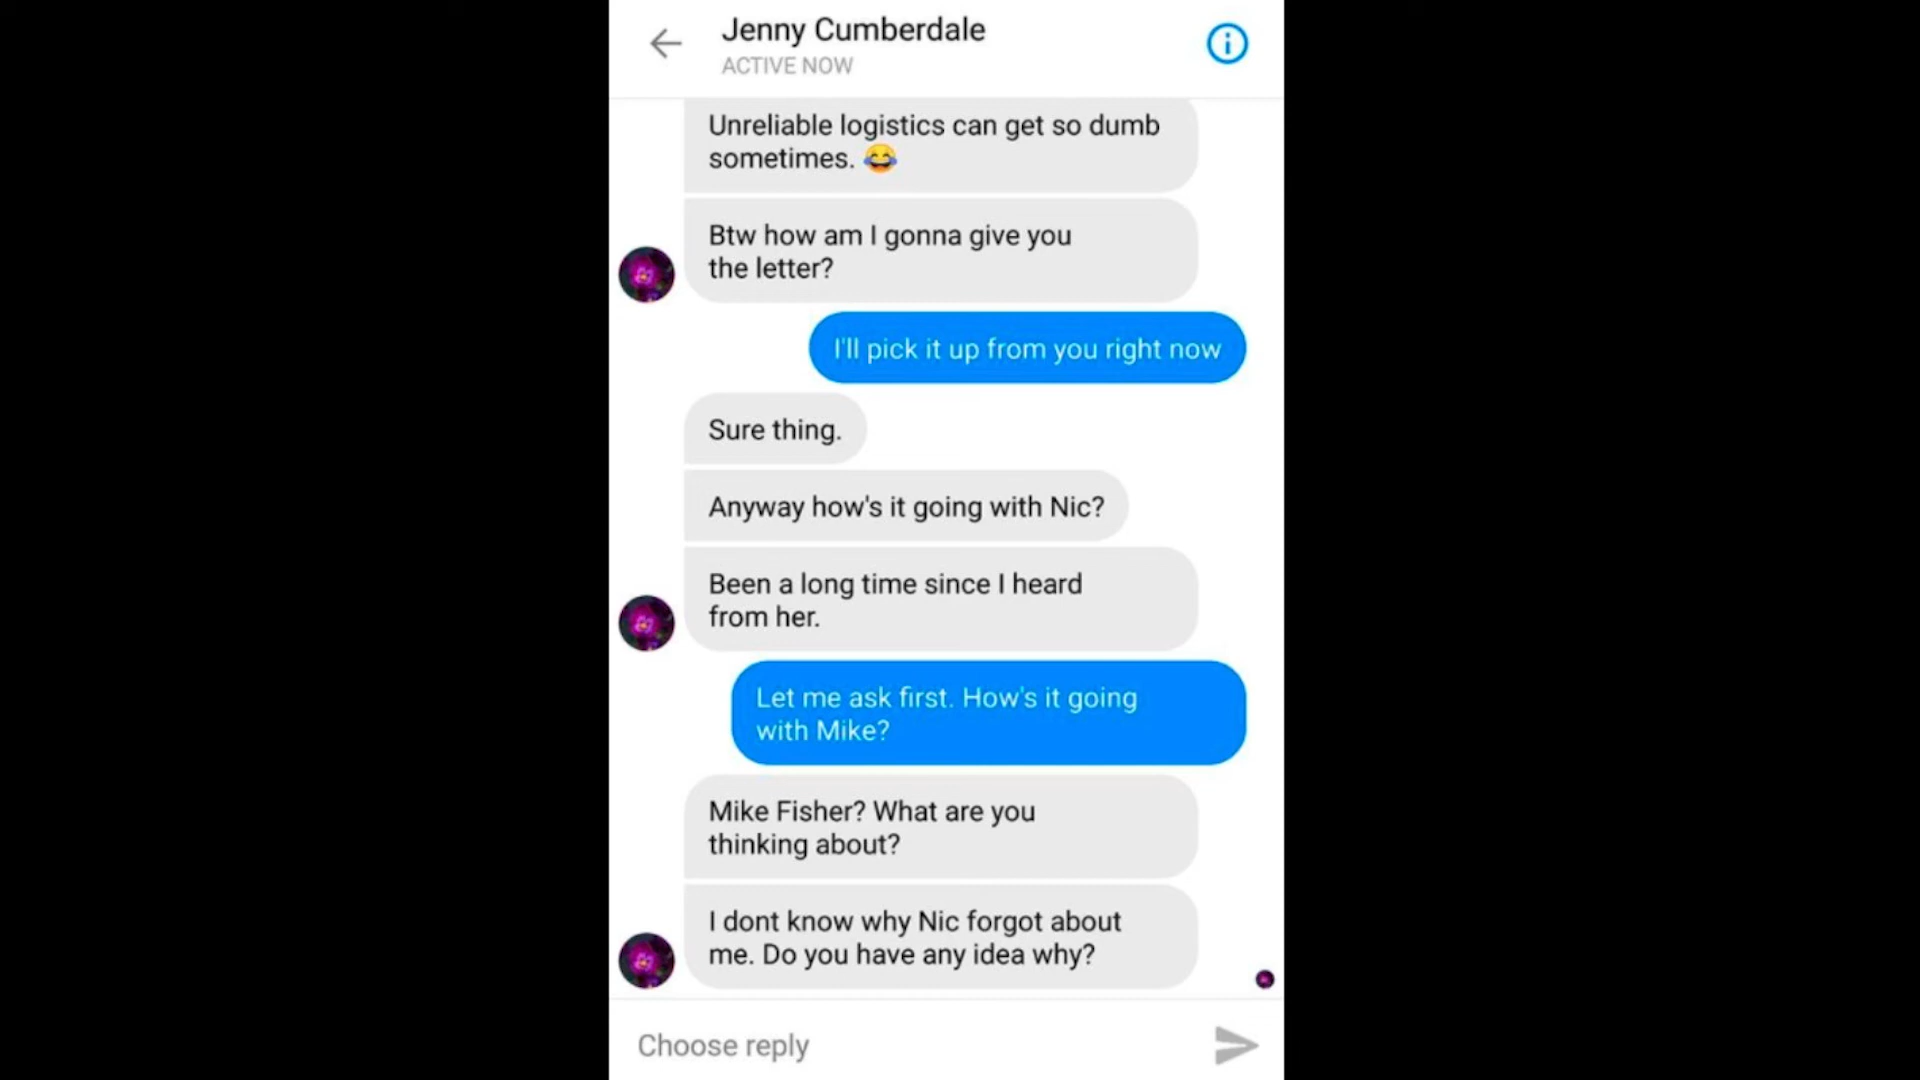 Jenny Cumberdale
ACTIVE NOW
Unreliable logistics can get so dumb
sometimes. 😂
Btw how am I gonna give you
the letter?
I'll pick it up from you right now
Sure thing.
Anyway how's it going with Nic?
Been a long time since I heard
from her.
Let me ask first. How's it going
with Mike?
Mike Fisher? What are you
thinking about?
I dont know why Nic forgot about
me. Do you have any idea why?
Choose reply